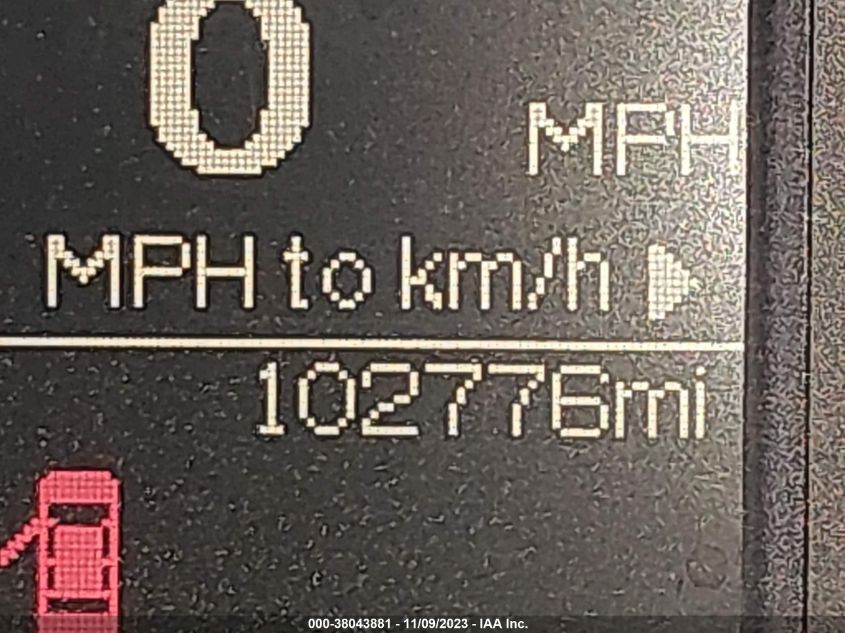 0 MPH
MPH to km/h
102776mi
000-38043881 - 11/09/2023 - IAA Inc.